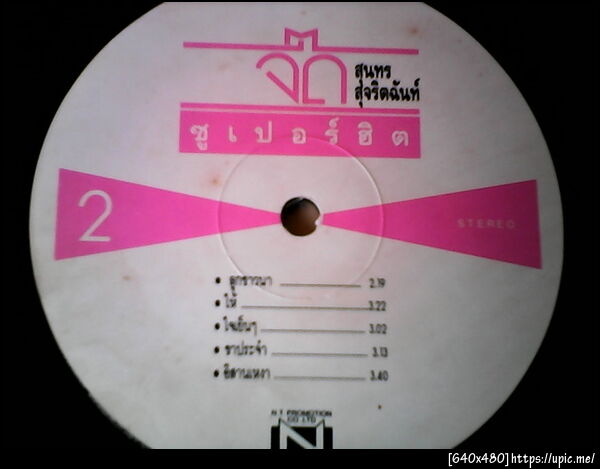 จิ๊ก
สุนทร
สุจริตฉันท์
ซูเปอร์ฮิต
2
STEREO
• ลูกชาวนา 2.19
• ไห้ 3.22
• ใจเย็นๆ 3.02
• ขาประจำ 3.13
• อีสานเหงา 3.40
N.T PROMOTION
CO.LTD
[640x480]https://upic.me/